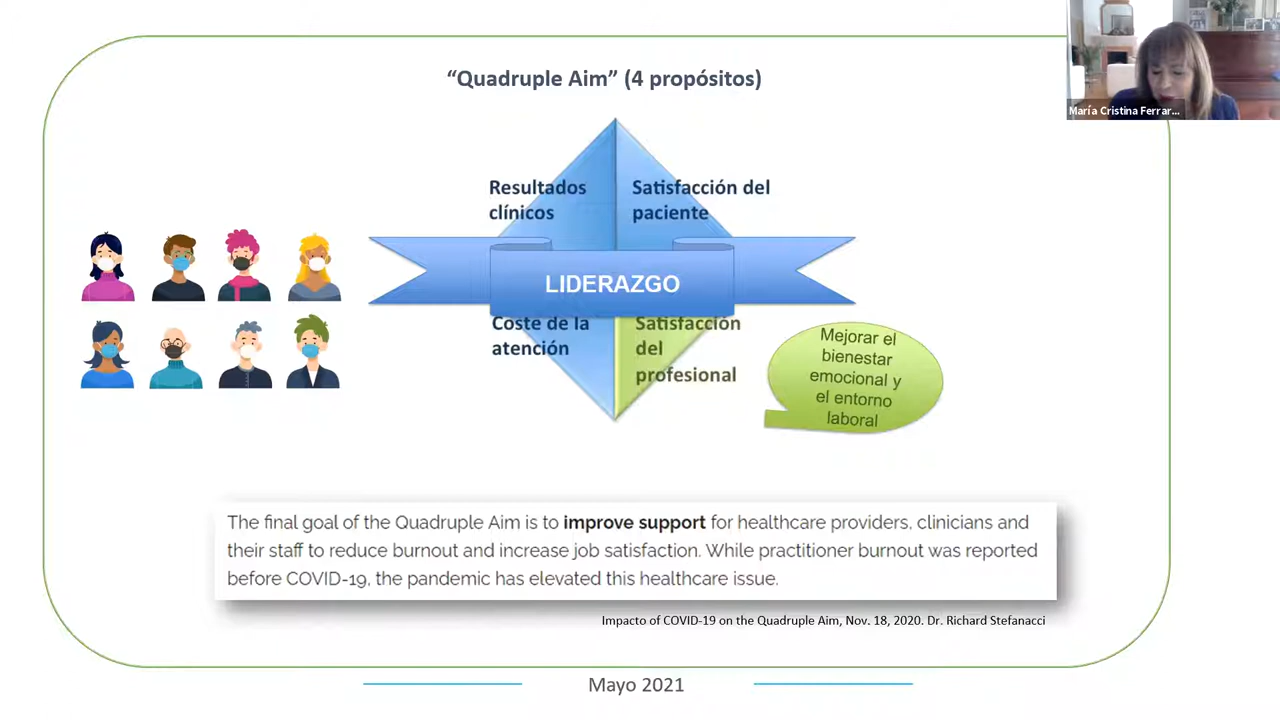 “Quadruple Aim” (4 propósitos)
María Cristina Ferrar...
Resultados
clínicos
Satisfacción del
paciente
LIDERAZGO
Coste de la
atención
Satisfacción
del
profesional
Mejorar el
bienestar
emocional y
el entorno
laboral
The final goal of the Quadruple Aim is to improve support for healthcare providers, clinicians and
their staff to reduce burnout and increase job satisfaction. While practitioner burnout was reported
before COVID-19, the pandemic has elevated this healthcare issue.
Impacto of COVID-19 on the Quadruple Aim, Nov. 18, 2020. Dr. Richard Stefanacci
Mayo 2021